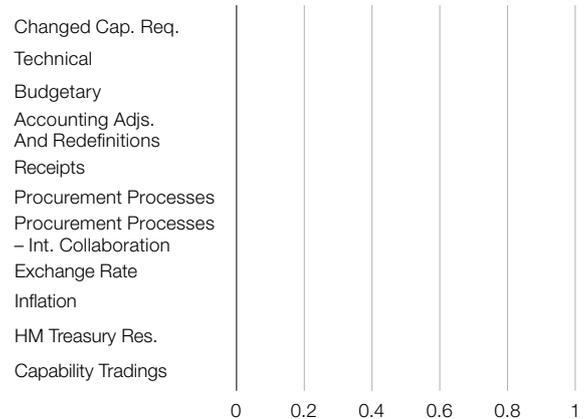 Changed Cap. Req.
Technical
Budgetary
Accounting Adjs.
And Redefinitions
Receipts
Procurement Processes
Procurement Processes
– Int. Collaboration
Exchange Rate
Inflation
HM Treasury Res.
Capability Tradings
0 0.2 0.4 0.6 0.8 1